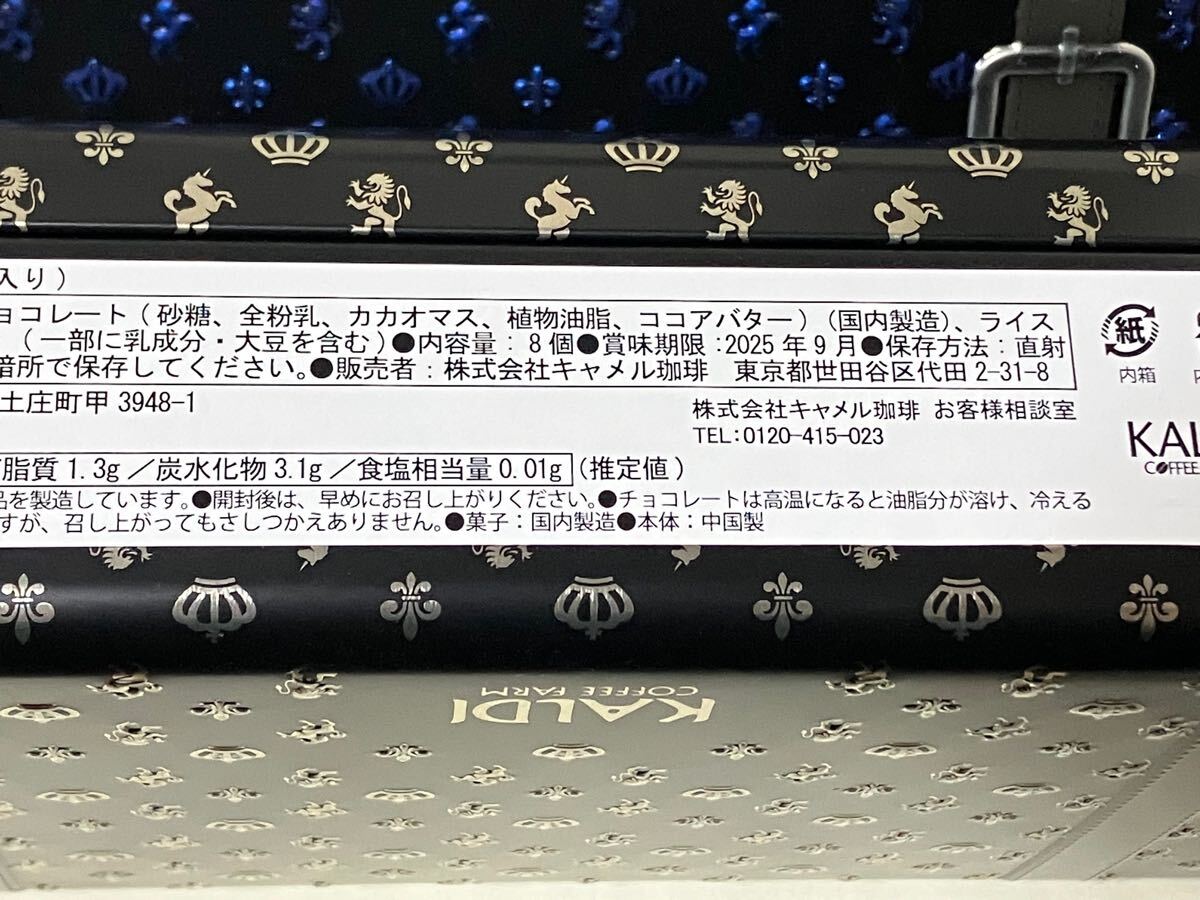 入り）
ョコレート（砂糖、全粉乳、カカオマス、植物油脂、ココアバター）（国内製造）、ライス
（一部に乳成分・大豆を含む）●内容量：8個●賞味期限：2025年9月●保存方法：直射
暗所で保存してください。●販売者：株式会社キャメル珈琲 東京都世田谷区代田2-31-8
土庄町甲3948-1
株式会社キャメル珈琲 お客様相談室
TEL:0120-415-023
脂質1.3g／炭水化物3.1g／食塩相当量0.01g（推定値）
品を製造しています。●開封後は、早めにお召し上がりください。●チョコレートは高温になると油脂分が溶け、冷える
すが、召し上がってもさしつかえありません。●菓子：国内製造●本体：中国製
紙
内箱
KAL
COFFEE
KALDI
COFFEE FARM